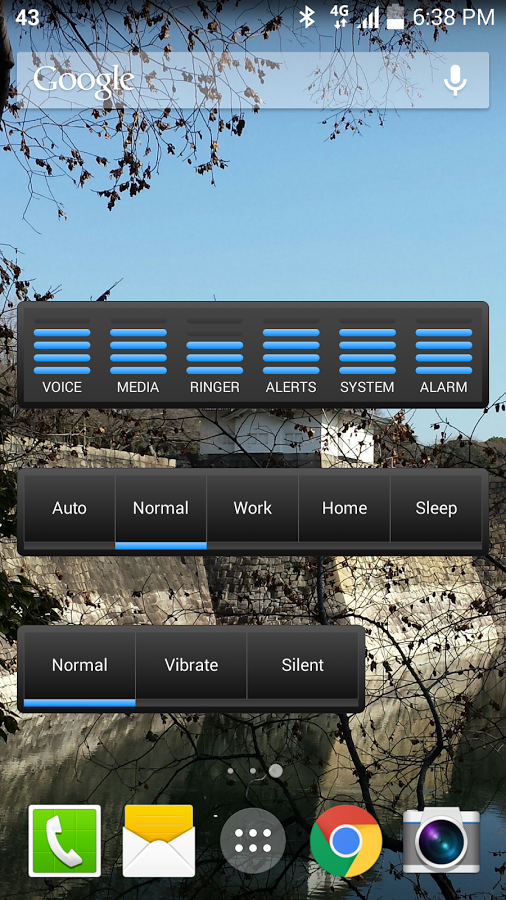 43 4G 6:38 PM
Google
VOICE MEDIA RINGER ALERTS SYSTEM ALARM
Auto Normal Work Home Sleep
Normal Vibrate Silent